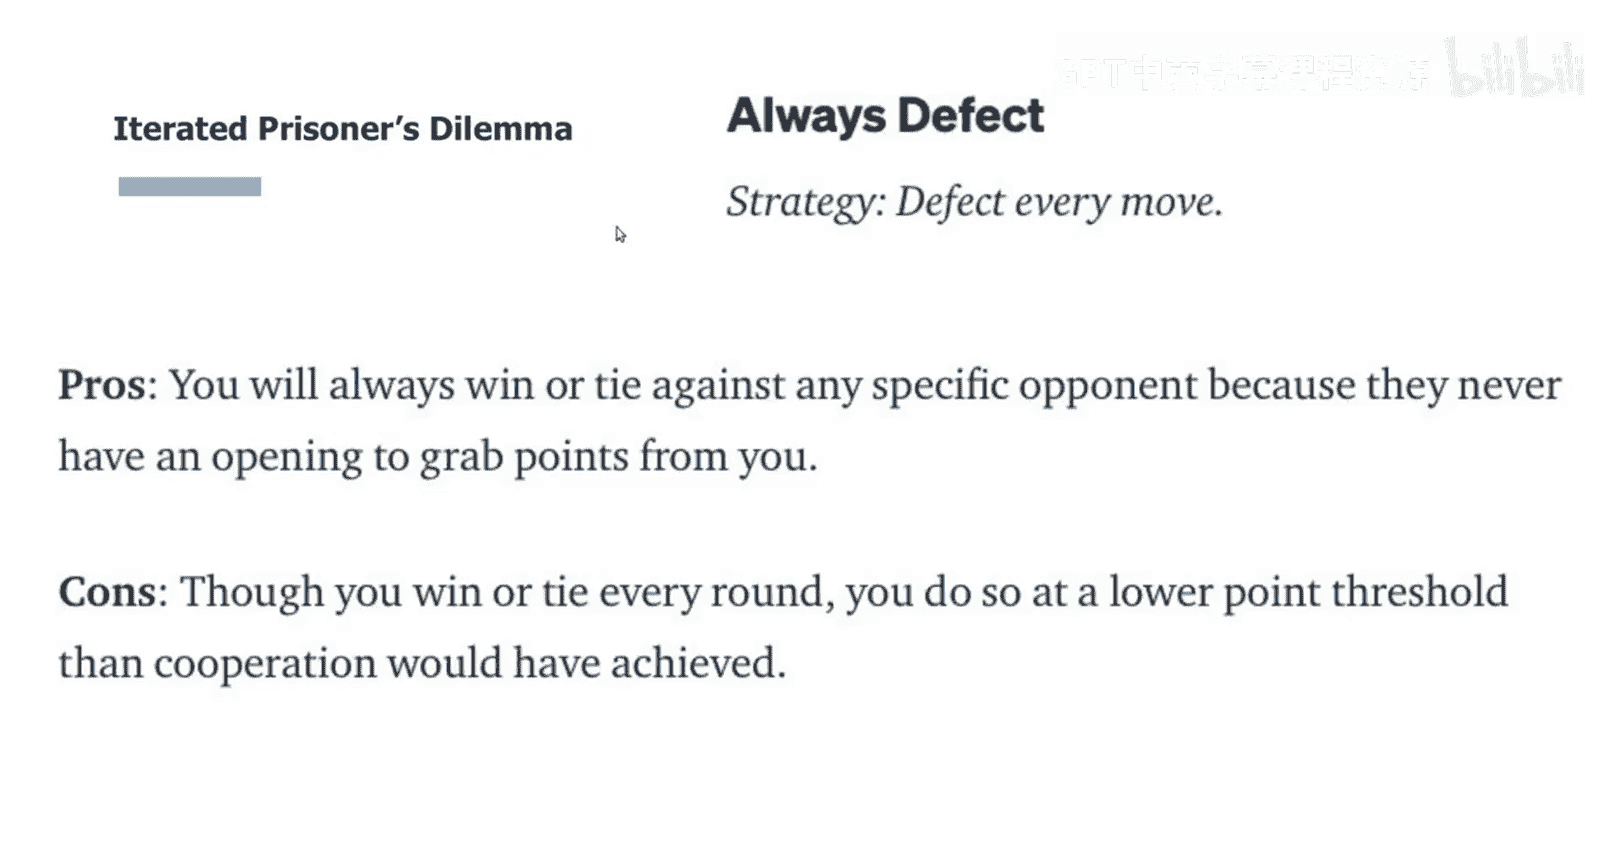 Iterated Prisoner's Dilemma
Always Defect
Strategy: Defect every move.
Pros: You will always win or tie against any specific opponent because they never
have an opening to grab points from you.
Cons: Though you win or tie every round, you do so at a lower point threshold
than cooperation would have achieved.
bilibili